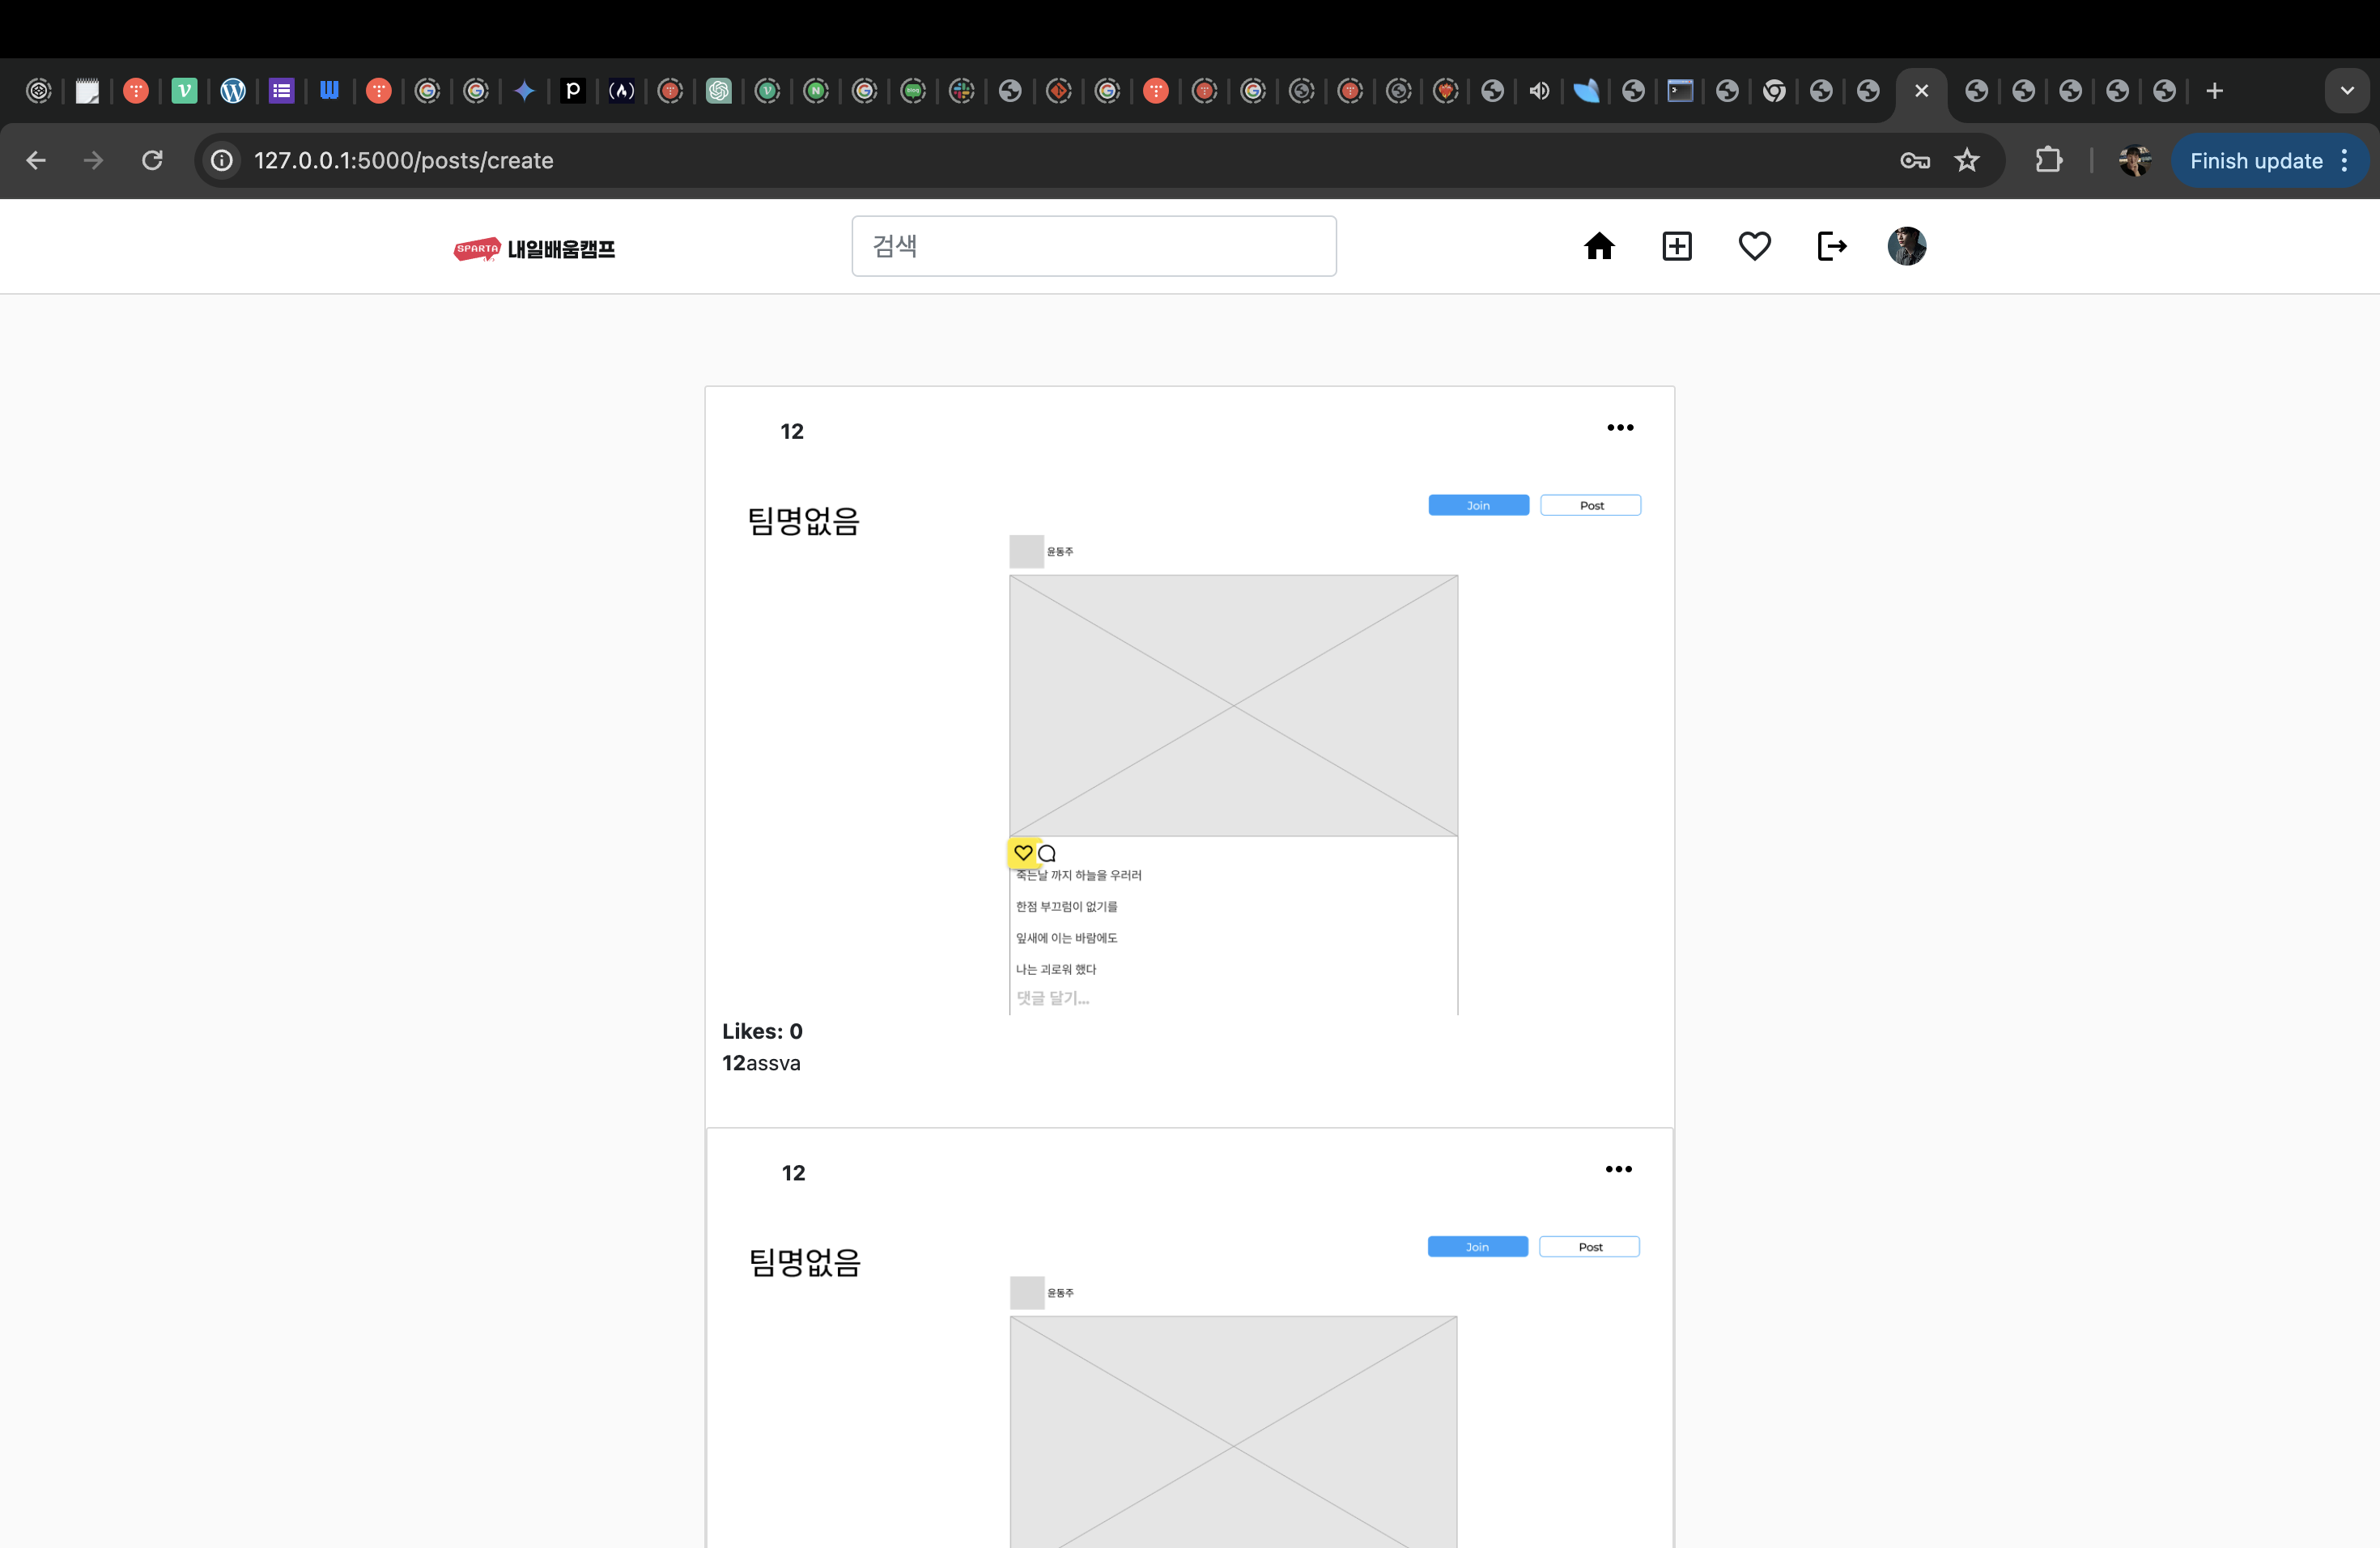 127.0.0.1:5000/posts/create
Finish update
SPARTA 내일배움캠프
검색
12
팀명없음
Join
Post
윤동주
죽는날 까지 하늘을 우러러
한점 부끄럼이 없기를
잎새에 이는 바람에도
나는 괴로워 했다
댓글 달기...
Likes: 0
12assva
12
팀명없음
Join
Post
윤동주